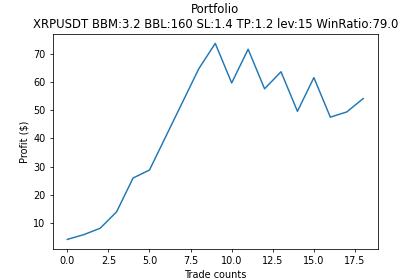 Portfolio
XRPUSDT BBM:3.2 BBL:160 SL:1.4 TP:1.2 lev:15 WinRatio:79.0
70
60
50
40
30
20
10
Profit ($)
0.0 2.5 5.0 7.5 10.0 12.5 15.0 17.5
Trade counts